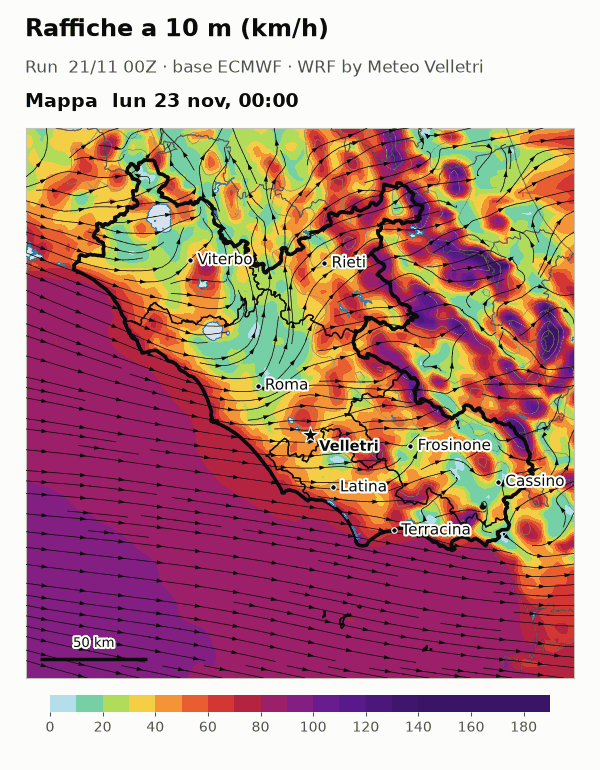 Raffiche a 10 m (km/h)
Run  21/11 00Z · base ECMWF · WRF by Meteo Velletri
Mappa  lun 23 nov, 00:00
Viterbo
Rieti
Roma
Velletri
Frosinone
Cassino
Latina
Terracina
50 km
0 20 40 60 80 100 120 140 160 180